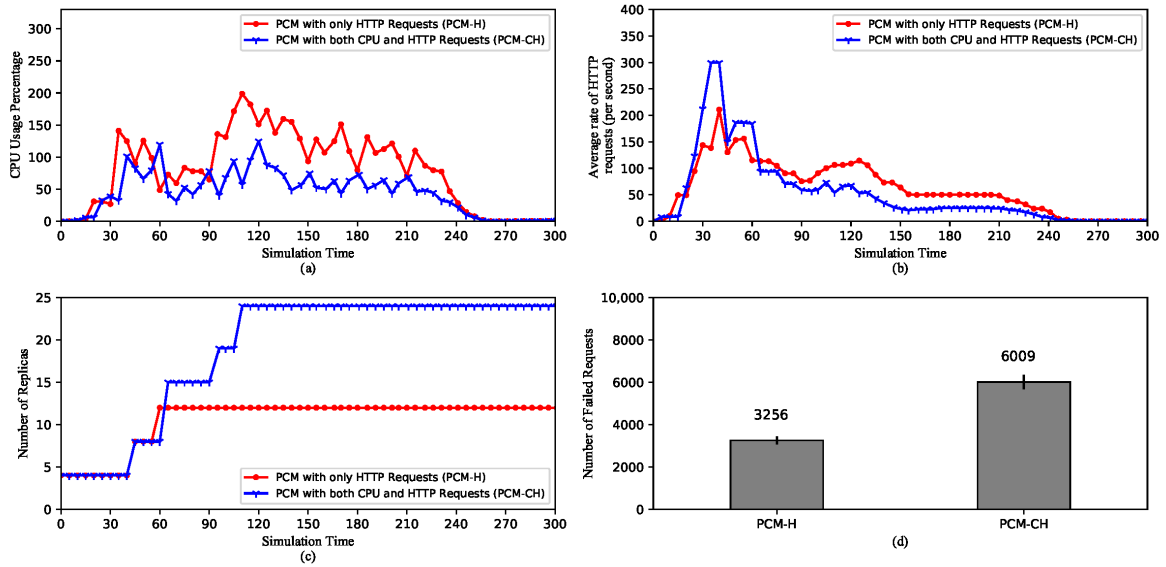 PCM with only HTTP Requests (PCM-H)
PCM with both CPU and HTTP Requests (PCM-CH)
CPU Usage Percentage
300
250
200
150
100
50
0
0 30 60 90 120 150 180 210 240 270 300
Simulation Time
(a)
PCM with only HTTP Requests (PCM-H)
PCM with both CPU and HTTP Requests (PCM-CH)
Average rate of HTTP
requests (per second)
400
350
300
250
200
150
100
50
0
0 30 60 90 120 150 180 210 240 270 300
Simulation Time
(b)
Number of Replicas
25
20
15
10
5
0
PCM with only HTTP Requests (PCM-H)
PCM with both CPU and HTTP Requests (PCM-CH)
0 30 60 90 120 150 180 210 240 270 300
Simulation Time
(c)
Number of Failed Requests
10,000
8000
6000
4000
2000
0
3256
6009
PCM-H PCM-CH
(d)